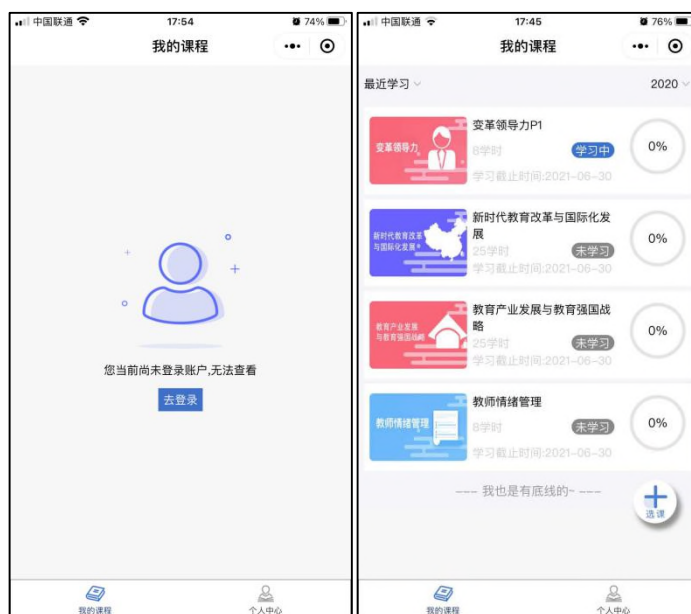 中国联通
17:54
74%
我的课程
您当前尚未登录账户,无法查看
去登录
我的课程
个人中心
中国联通
17:45
76%
我的课程
最近学习
2020
变革领导力
变革领导力P1
8学时
学习中
学习截止时间:2021-06-30
0%
新时代教育改革
与国际化发展
新时代教育改革与国际化发
展
25学时
未学习
学习截止时间:2021-06-30
0%
教育产业发展
与教育强国战略
教育产业发展与教育强国战
略
25学时
未学习
学习截止时间:2021-06-30
0%
教师情绪管理
教师情绪管理
8学时
未学习
学习截止时间:2021-06-30
0%
--- 我也是有底线的~ ---
选课
我的课程
个人中心